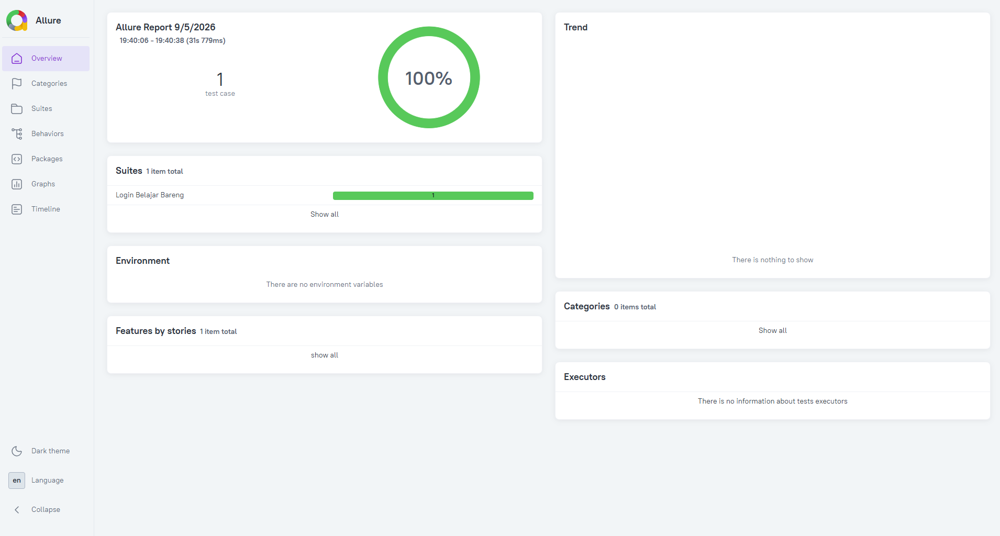 Allure
Overview
Categories
Suites
Behaviors
Packages
Graphs
Timeline
Dark theme
en
Language
Collapse
Allure Report 9/5/2026
19:40:06 - 19:40:38 (31s 779ms)
1
test case
100%
Suites 1 item total
Login Belajar Bareng
1
Show all
Environment
There are no environment variables
Features by stories 1 item total
show all
Trend
There is nothing to show
Categories 0 items total
Show all
Executors
There is no information about tests executors